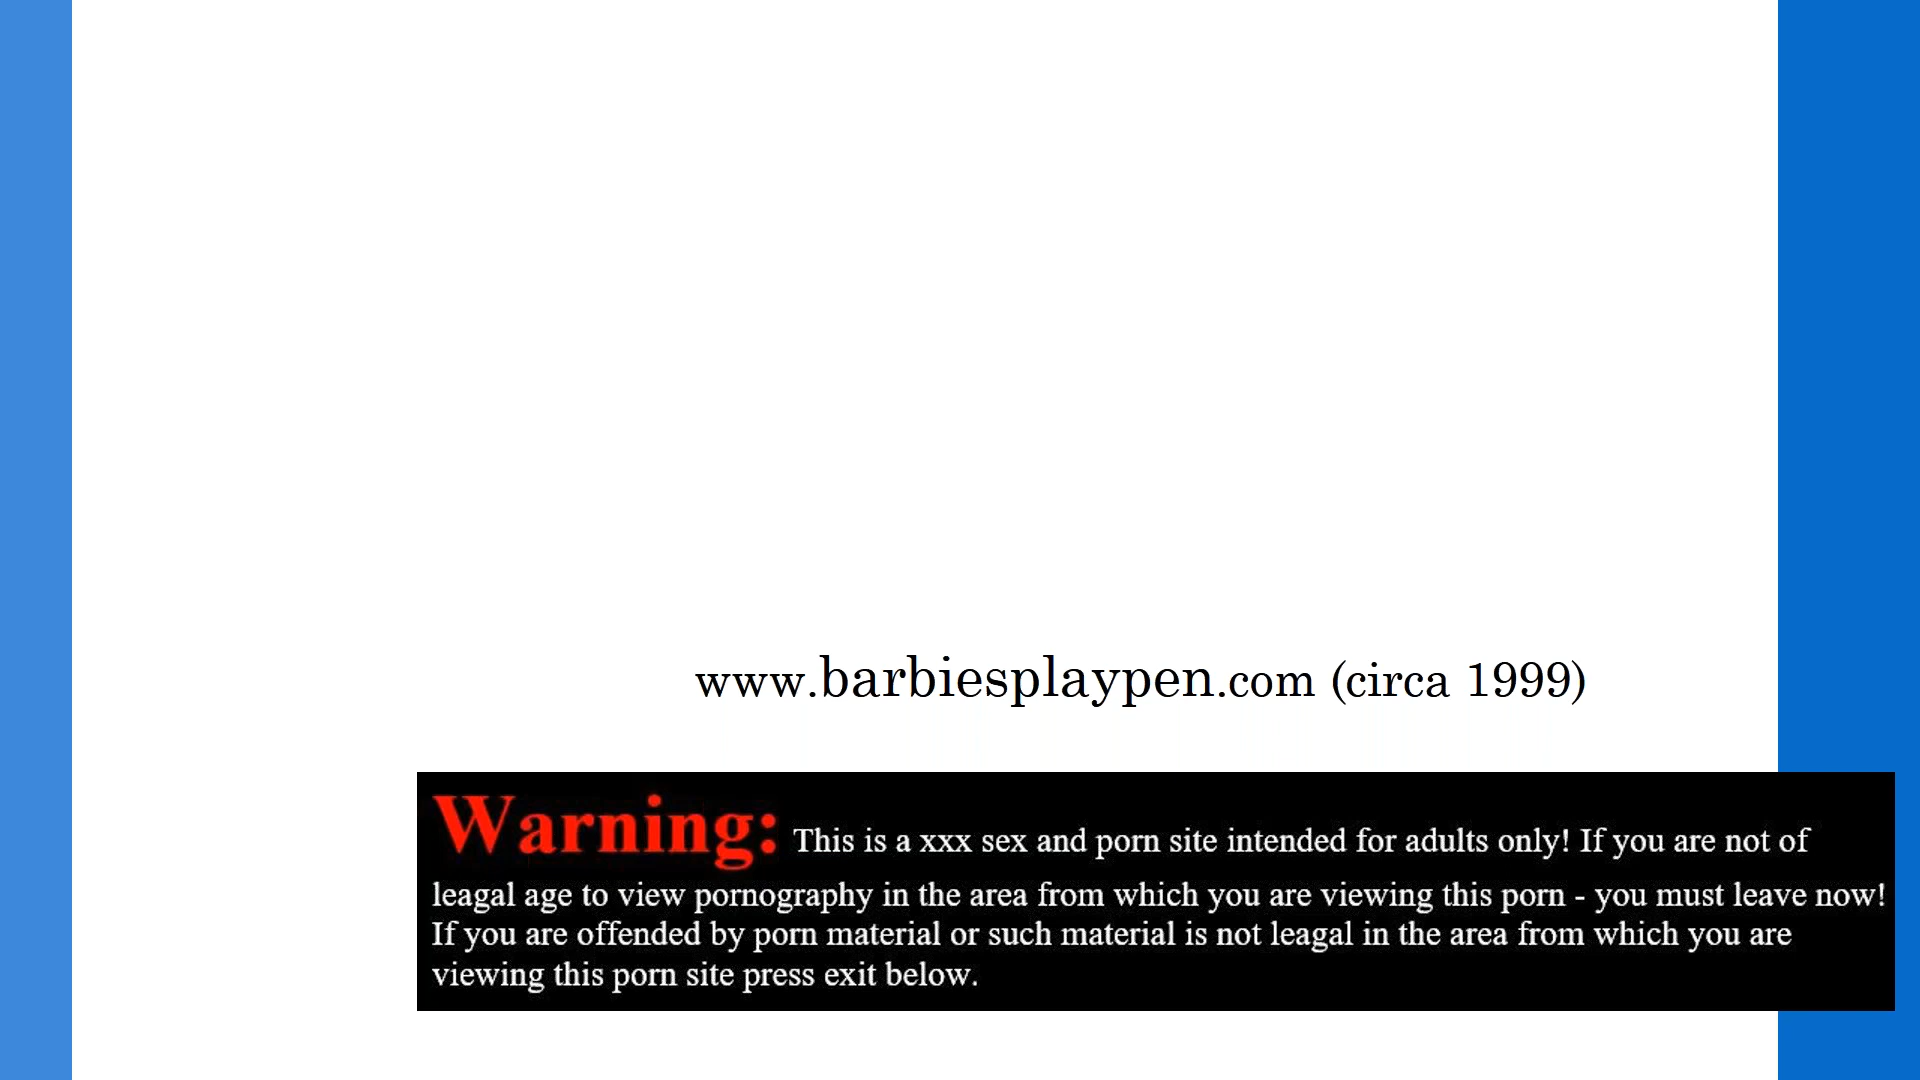 www.barbiesplaypen.com (circa 1999)
Warning: This is a xxx sex and porn site intended for adults only! If you are not of
leagal age to view pornography in the area from which you are viewing this porn - you must leave now!
If you are offended by porn material or such material is not leagal in the area from which you are
viewing this porn site press exit below.